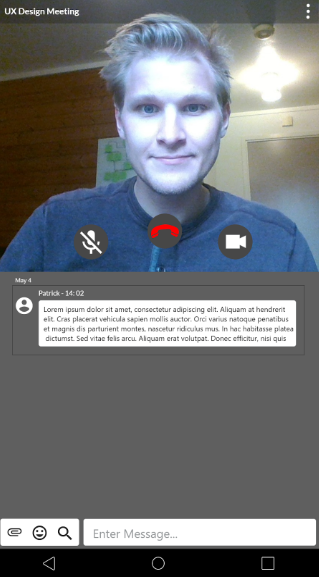 UX Design Meeting
May 4
Patrick - 14: 02
Lorem ipsum dolor sit amet, consectetur adipiscing elit. Aliquam at hendrerit
elit. Cras placerat vehicula sapien mollis auctor. Orci varius natoque penatibus
et magnis dis parturient montes, nascetur ridiculus mus. In hac habitasse platea
dictumst. Sed vitae felis arcu. Aliquam erat volutpat. Donec efficitur, nisi quis
Enter Message...